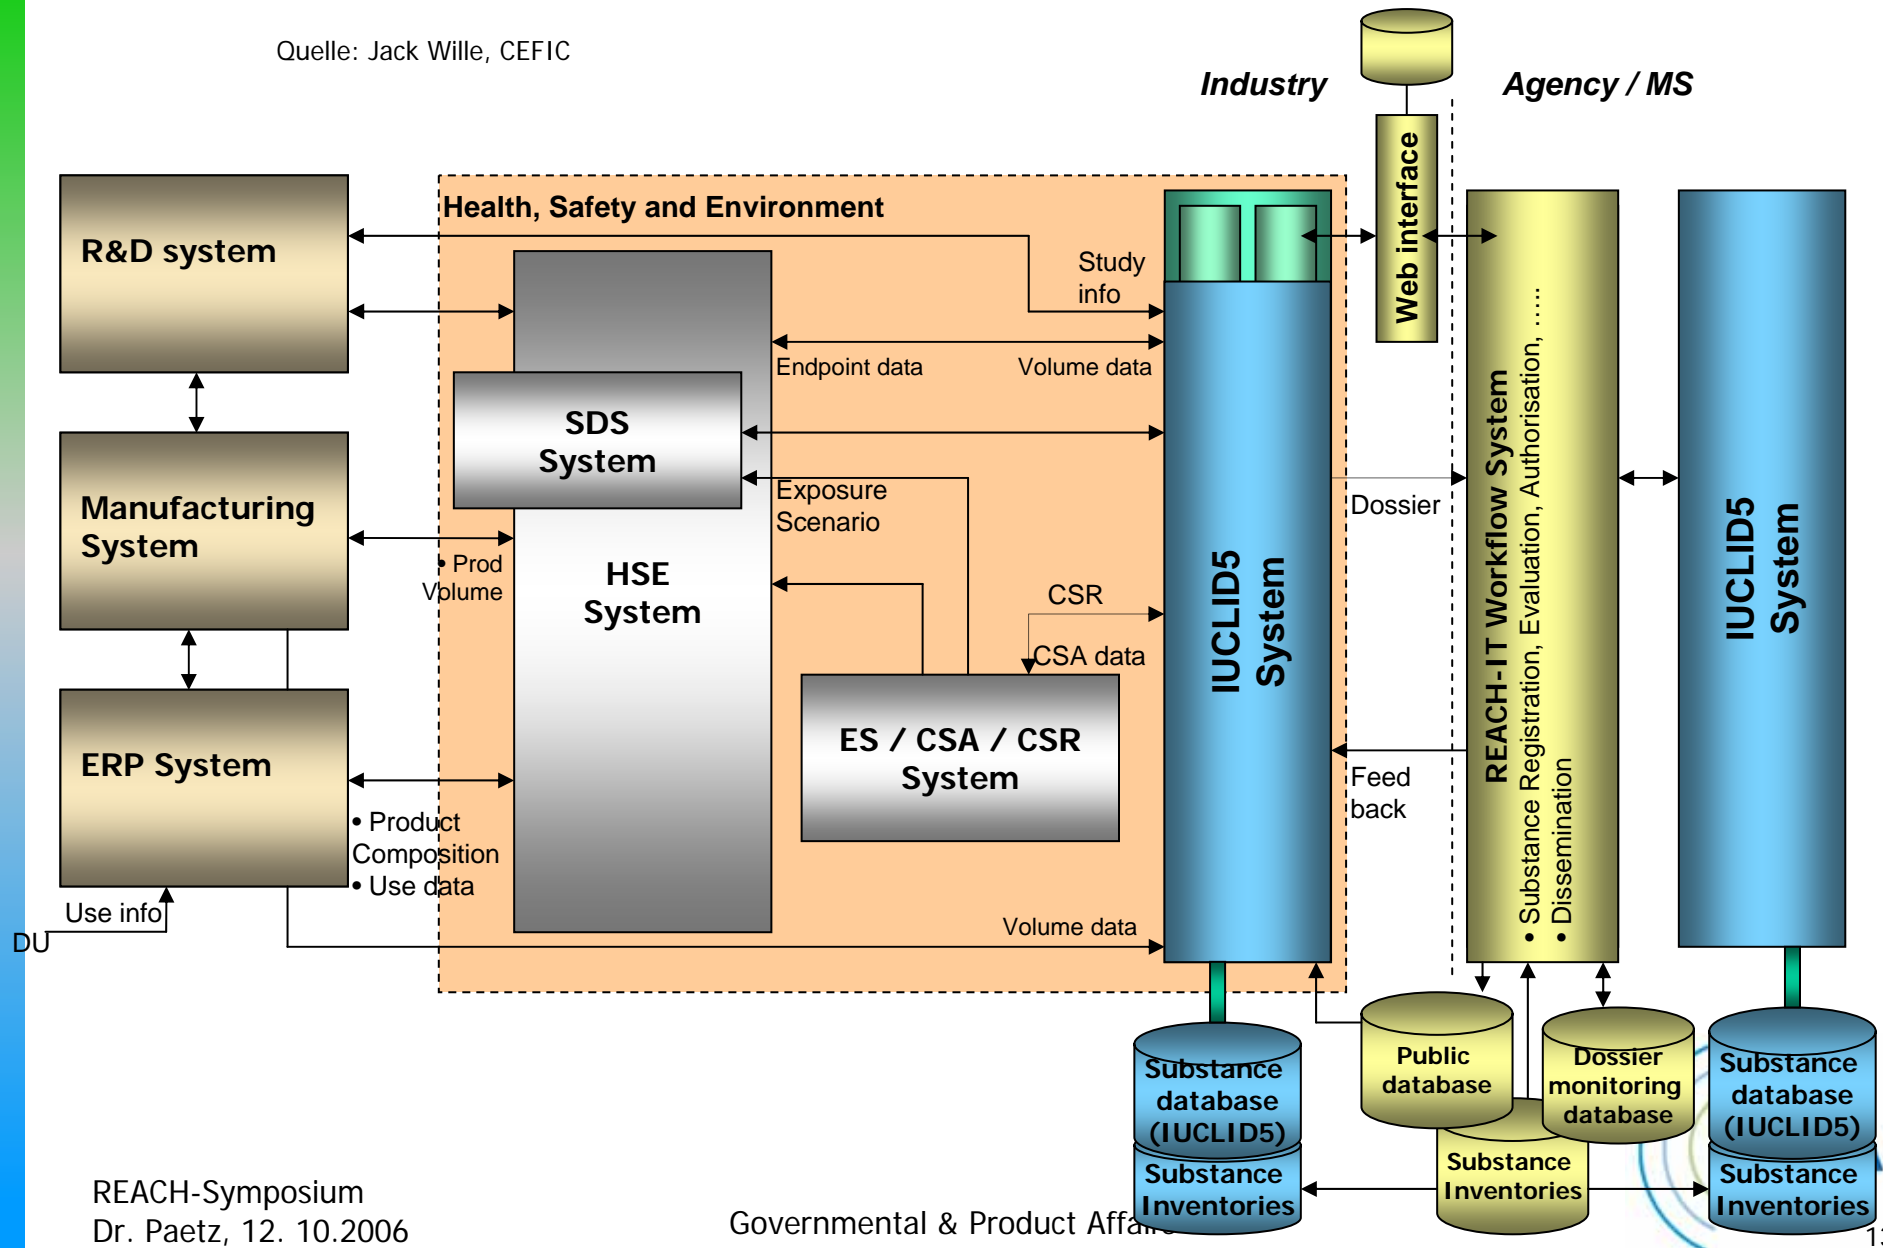 Quelle: Jack Wille, CEFIC
Industry
Agency / MS
Web interface
Health, Safety and Environment
R&D system
Study
info
Endpoint data
Volume data
SDS
System
Manufacturing
System
Exposure
Scenario
Dossier
• Prod
Volume
HSE
System
CSR
CSA data
IUCLID5
System
REACH-IT Workflow System
• Substance Registration, Evaluation, Authorisation, .....
• Dissemination
IUCLID5
System
ERP System
ES / CSA / CSR
System
Feed
back
• Product
Composition
• Use data
Use info
DU
Volume data
Public
database
Dossier
monitoring
database
Substance
database
(IUCLID5)
Substance
database
(IUCLID5)
Substance
Inventories
Substance
Inventories
Substance
Inventories
REACH-Symposium
Dr. Paetz, 12. 10.2006
Governmental & Product Affairs